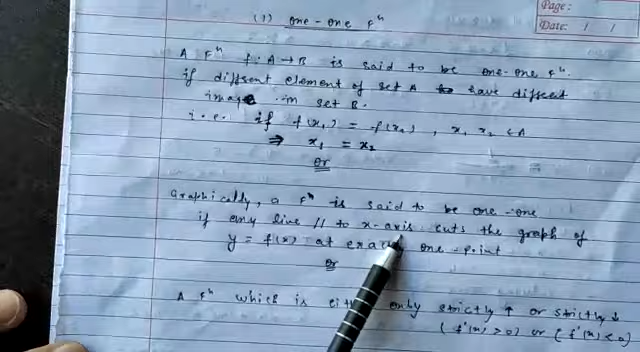 Page:
Date: / /
(1) one-one fⁿ
A fⁿ f: A → B is said to be one-one fⁿ.
if diffsent element of set A have diffsent
image in set B.
i.e. if f(x₁) = f(x₂), x₁ x₂ ∈ A
⇒ x₁ = x₂
or
Graphically, a fⁿ is said to be one-one
if any line // to x-axis cuts the graph of
y = f(x) at one-point
or
A fⁿ which is only strictly ↑ or strictly ↓
(f'(x) > 0) or (f'(x) < 0)